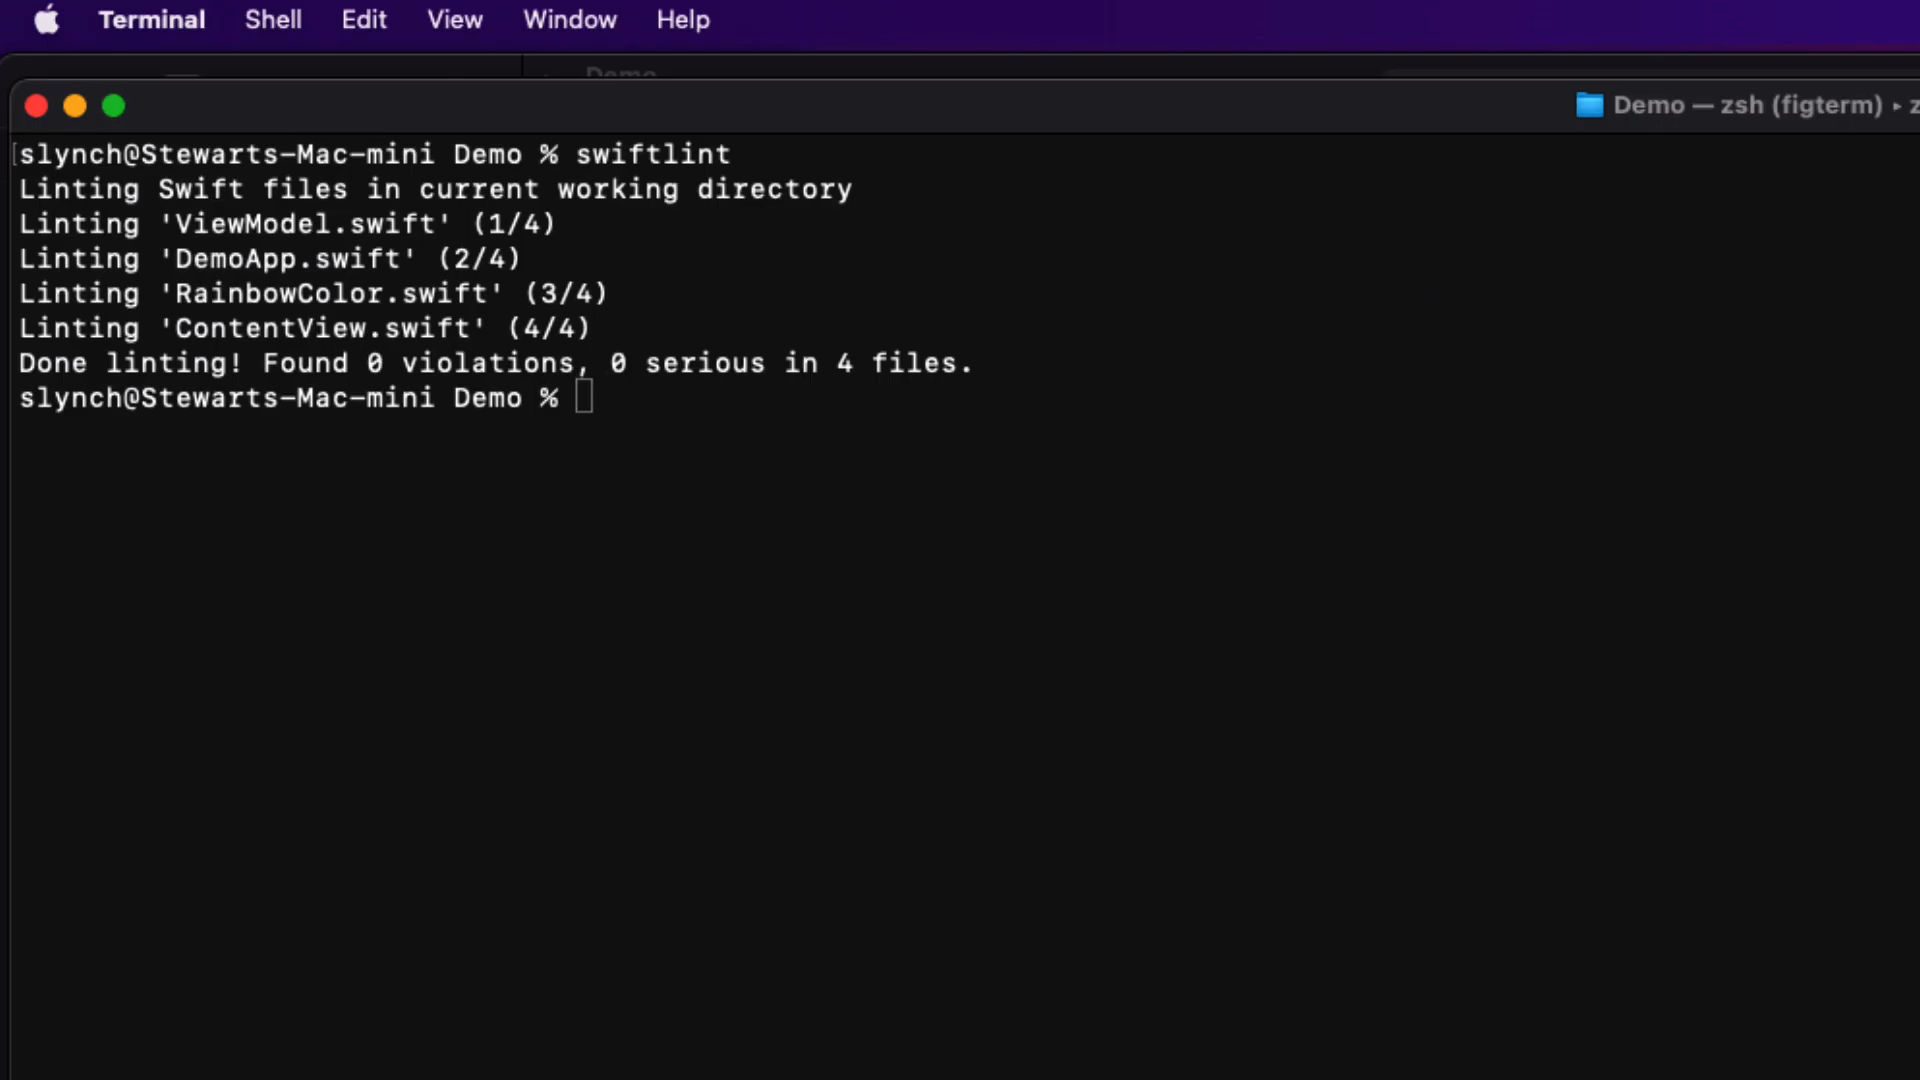 Terminal Shell Edit View Window Help
Demo
Demo — zsh (figterm) ▸ z
slynch@Stewarts-Mac-mini Demo % swiftlint
Linting Swift files in current working directory
Linting 'ViewModel.swift' (1/4)
Linting 'DemoApp.swift' (2/4)
Linting 'RainbowColor.swift' (3/4)
Linting 'ContentView.swift' (4/4)
Done linting! Found 0 violations, 0 serious in 4 files.
slynch@Stewarts-Mac-mini Demo %